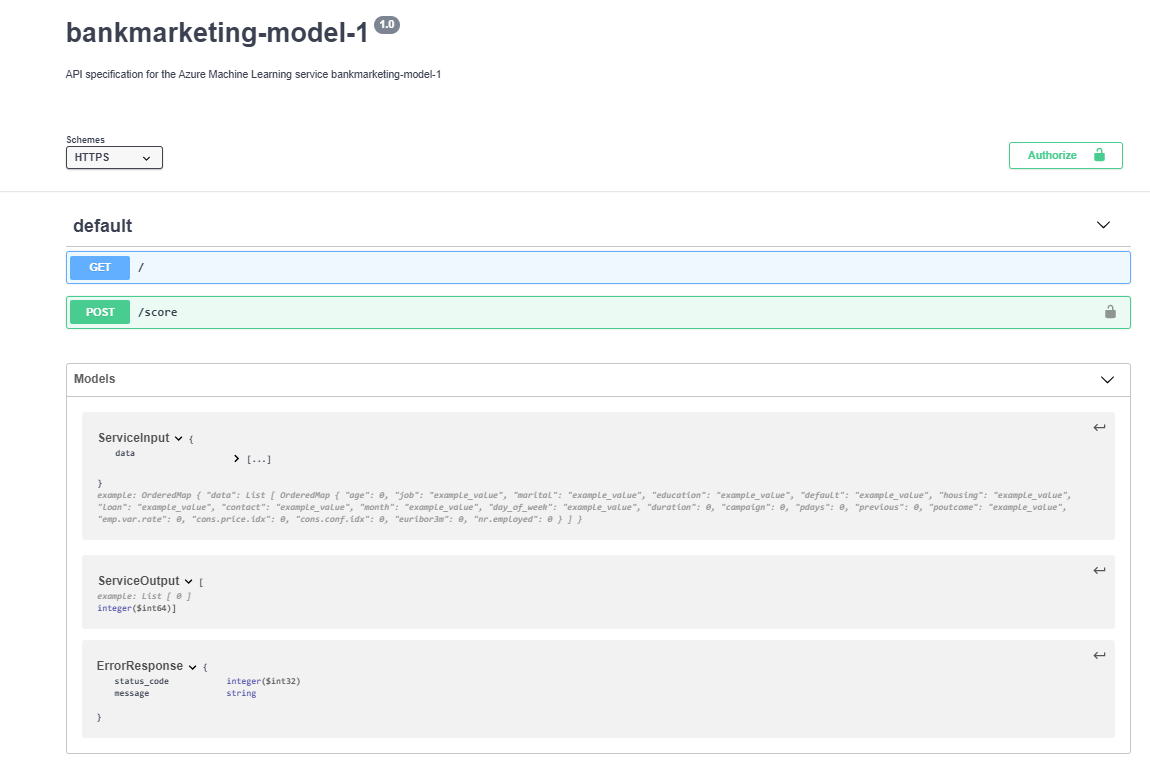 bankmarketing-model-1 1.0
API specification for the Azure Machine Learning service bankmarketing-model-1
Schemes
HTTPS
Authorize
default
GET /
POST /score
Models
ServiceInput {
data [...]
}
example: OrderedMap { "data": List [ OrderedMap { "age": 0, "job": "example_value", "marital": "example_value", "education": "example_value", "default": "example_value", "housing": "example_value",
"loan": "example_value", "contact": "example_value", "month": "example_value", "day_of_week": "example_value", "duration": 0, "campaign": 0, "pdays": 0, "previous": 0, "poutcome": "example_value",
"emp.var.rate": 0, "cons.price.idx": 0, "cons.conf.idx": 0, "euribor3m": 0, "nr.employed": 0 } ] }
ServiceOutput [
example: List [ 0 ]
integer($int64)]
ErrorResponse {
status_code integer($int32)
message string
}